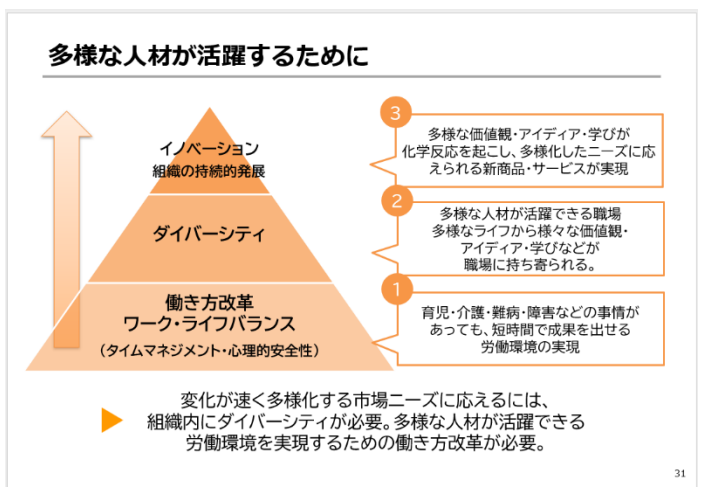 多様な人材が活躍するために
イノベーション
組織の持続的発展
ダイバーシティ
働き方改革
ワーク・ライフバランス
（タイムマネジメント・心理的安全性）
3
多様な価値観・アイディア・学びが
化学反応を起こし、多様化したニーズに応
えられる新商品・サービスが実現
2
多様な人材が活躍できる職場
多様なライフから様々な価値観・
アイディア・学びなどが
職場に持ち寄られる。
1
育児・介護・難病・障害などの事情が
あっても、短時間で成果を出せる
労働環境の実現
変化が速く多様化する市場ニーズに応えるには、
組織内にダイバーシティが必要。多様な人材が活躍できる
労働環境を実現するための働き方改革が必要。
31